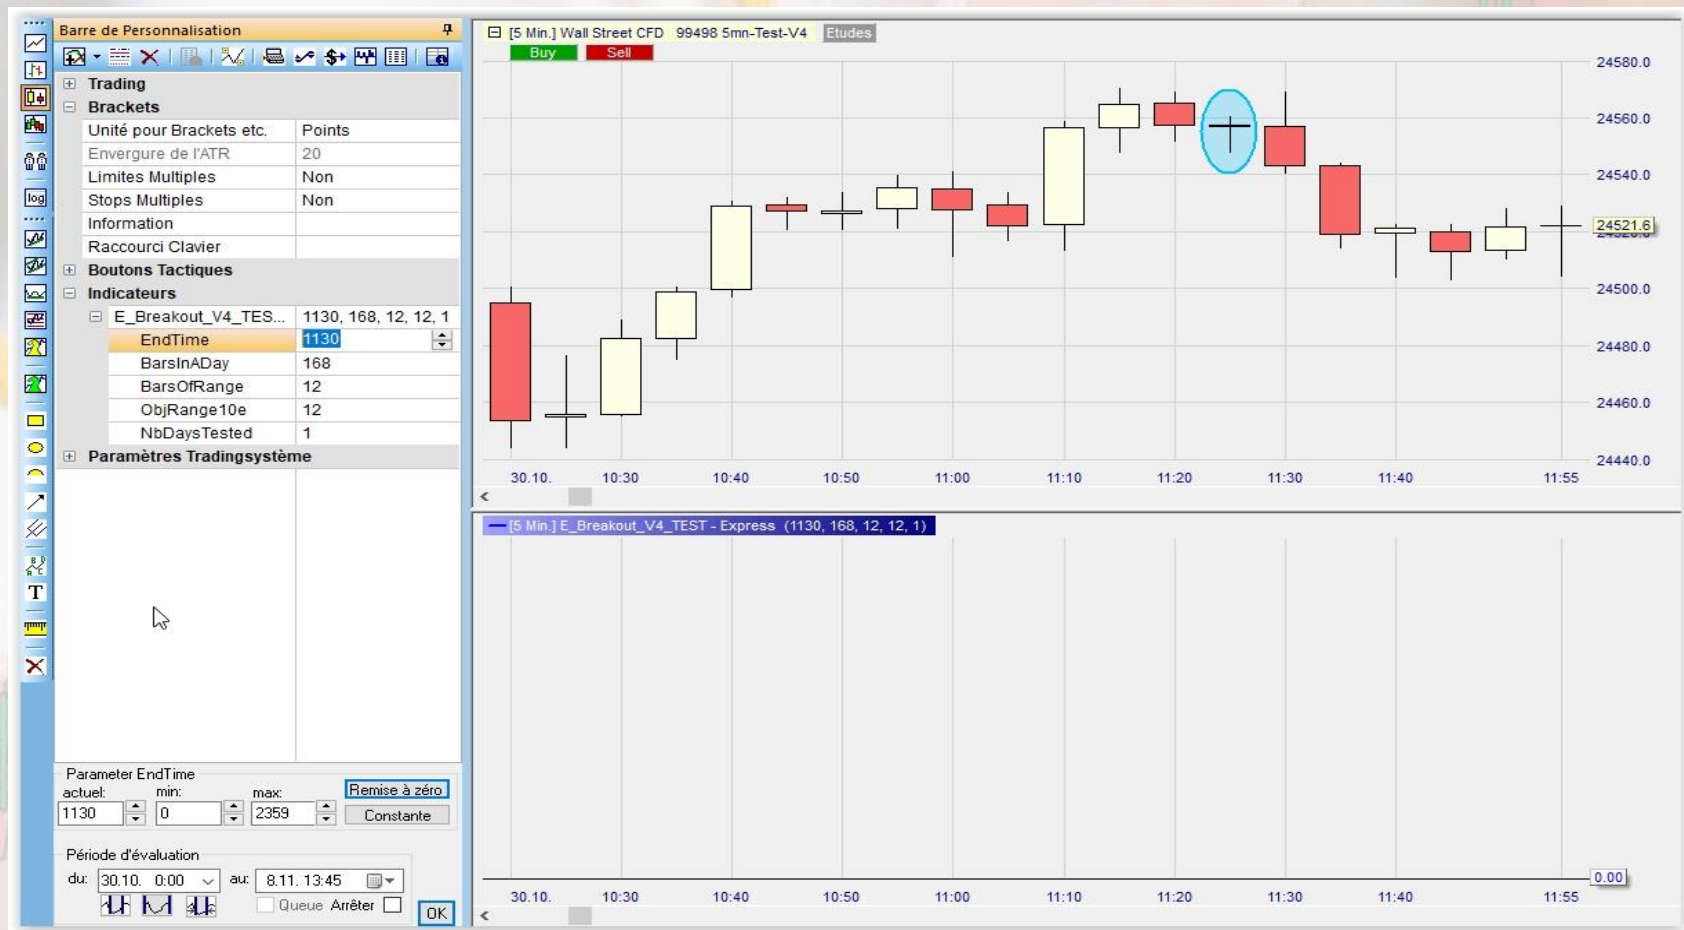 Barre de Personnalisation
log
T
Trading
Brackets
Unité pour Brackets etc. Points
Envergure de l'ATR 20
Limites Multiples Non
Stops Multiples Non
Information
Raccourci Clavier
Boutons Tactiques
Indicateurs
E_Breakout_V4_TES... 1130, 168, 12, 12, 1
EndTime 1130
BarsInADay 168
BarsOfRange 12
ObjRange10e 12
NbDaysTested 1
Paramètres Tradingsystème
Parameter EndTime
actuel: min: max: Remise à zéro
1130 0 2359 Constante
Période d'évaluation
du: 30.10. 0:00 au: 8.11. 13:45
Queue Arrêter OK
[5 Min.] Wall Street CFD 99498 5mn-Test-V4 Etudes
Buy Sell
24580.0
24560.0
24540.0
24521.6
24500.0
24480.0
24460.0
24440.0
30.10. 10:30 10:40 10:50 11:00 11:10 11:20 11:30 11:40 11:55
[5 Min.] E_Breakout_V4_TEST - Express (1130, 168, 12, 12, 1)
0.00
30.10. 10:30 10:40 10:50 11:00 11:10 11:20 11:30 11:40 11:55